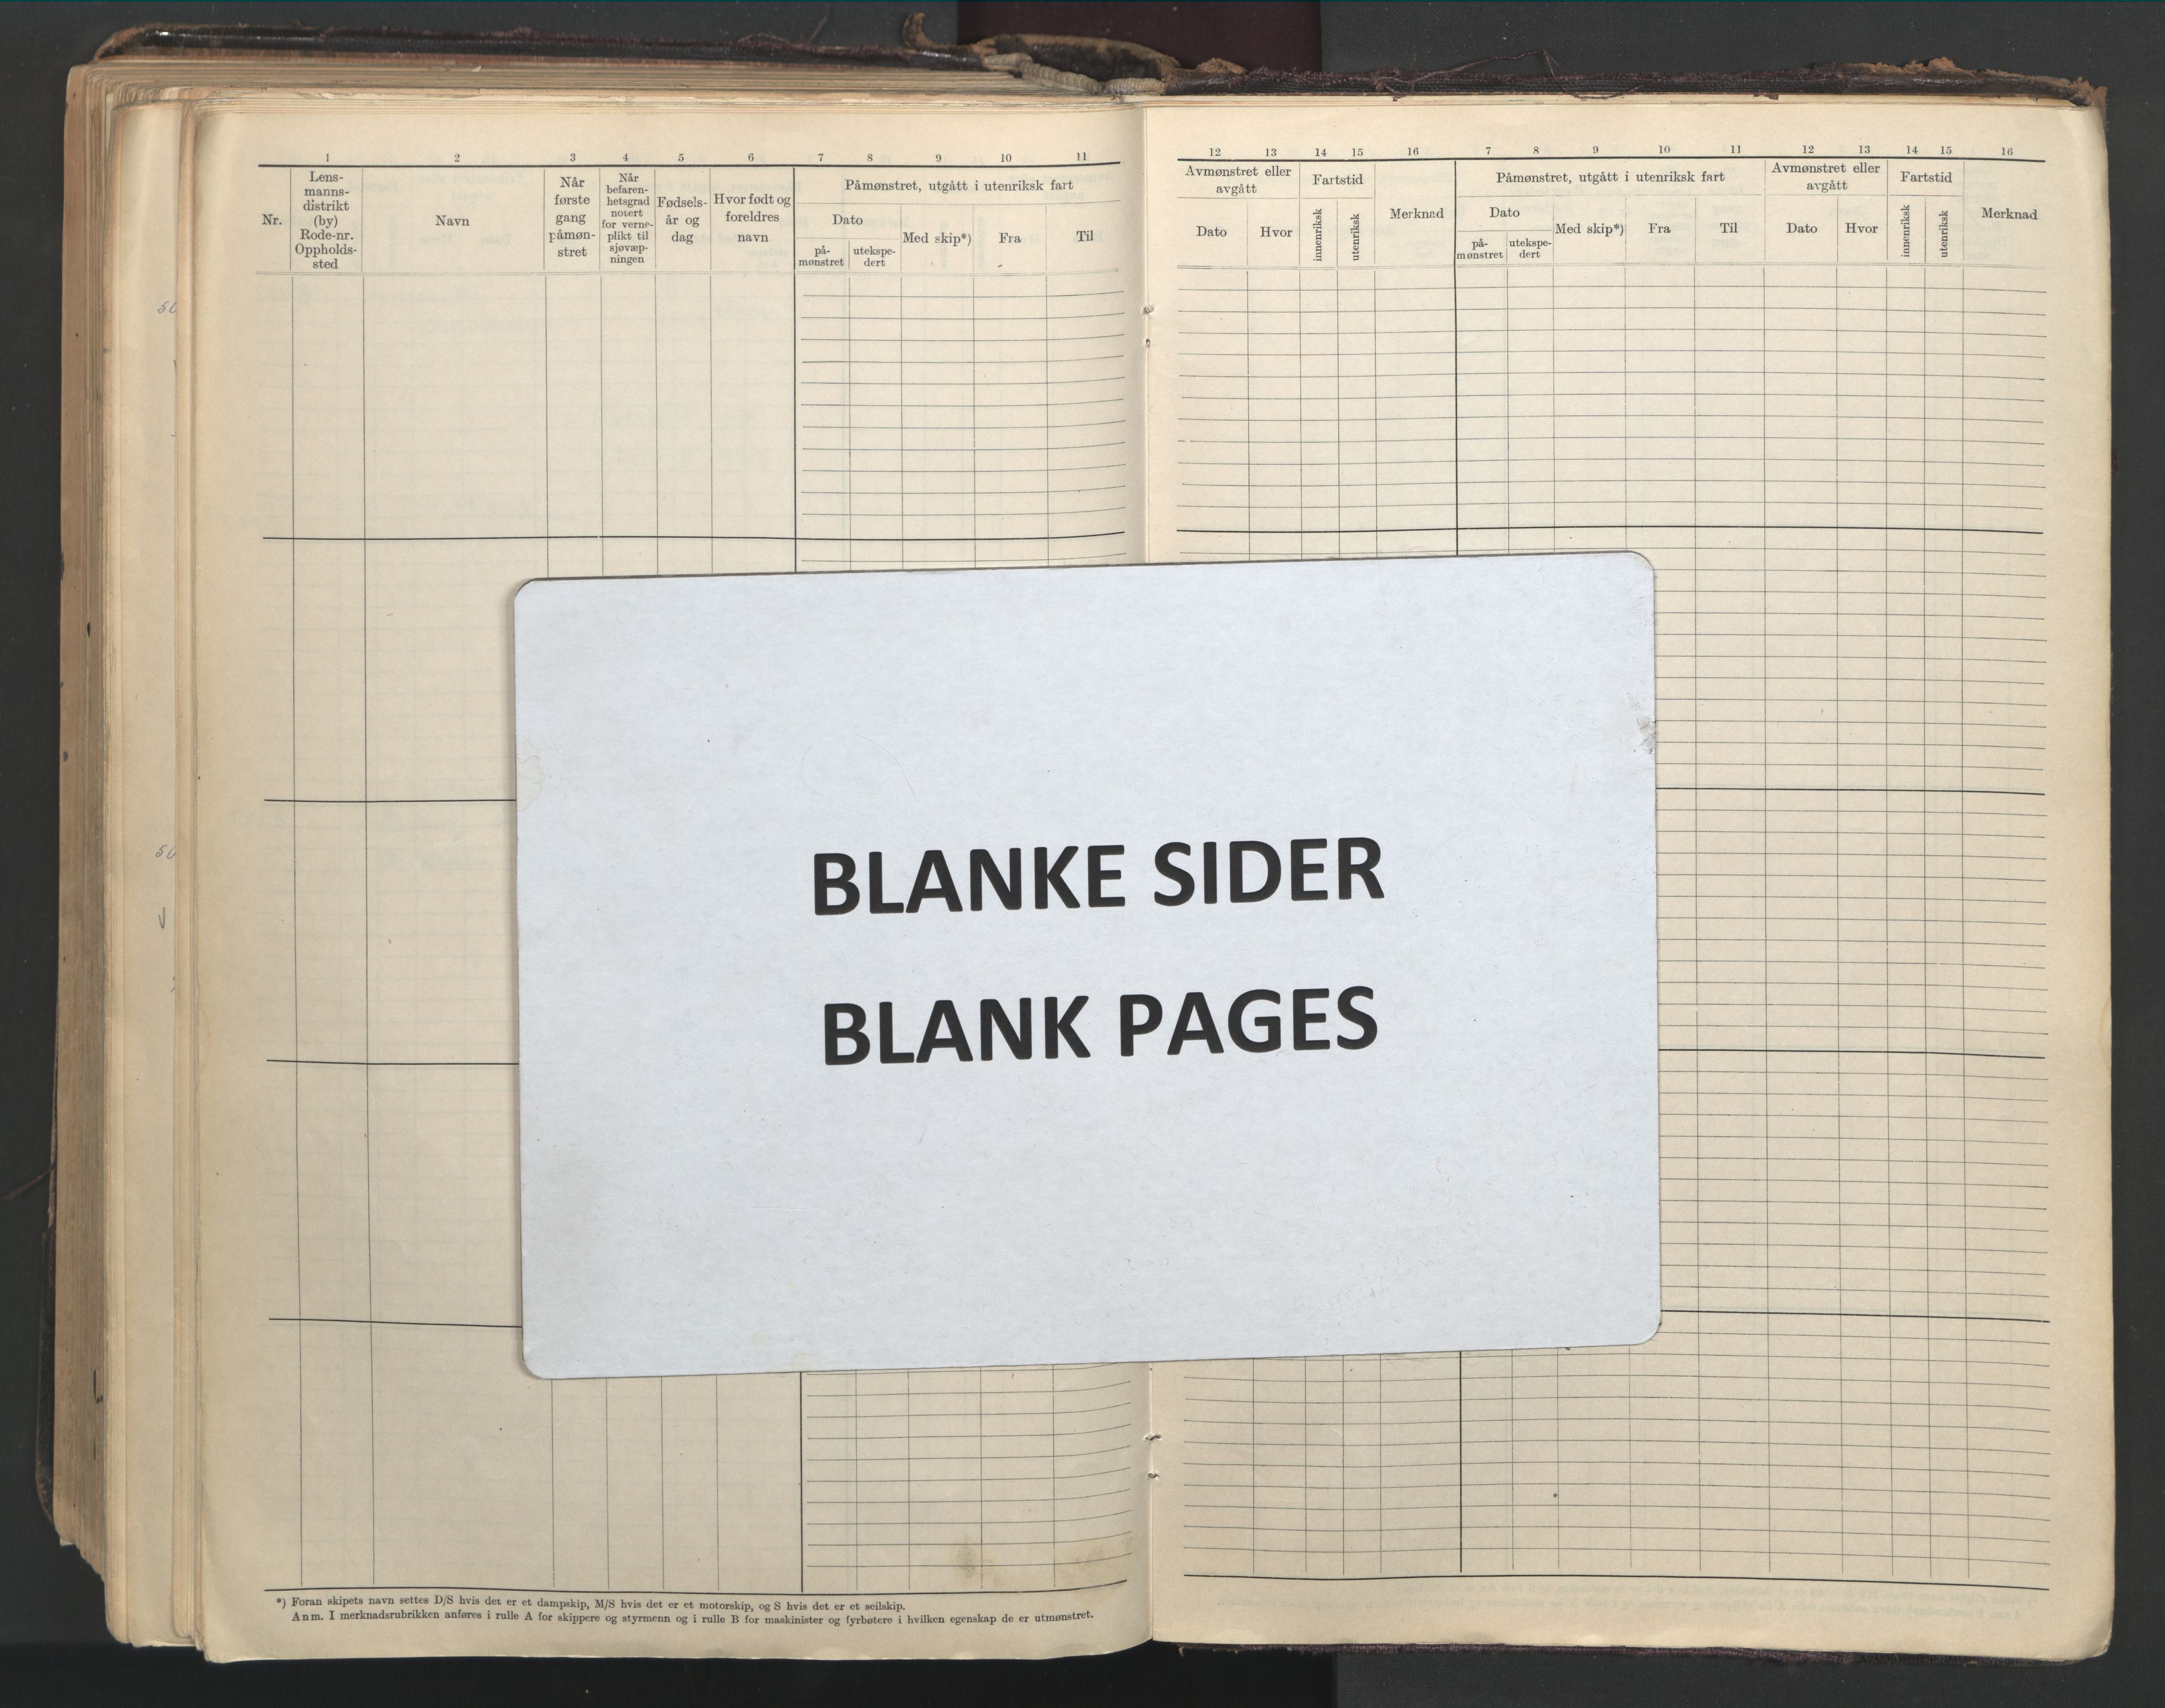 1 2 3 4 5 6 7 8 9 10 11
Nr.
Lens-
manns-
distrikt
(by)
Rode-nr.
Oppholds-
sted
Navn
Når
første
gang
påmøn-
stret
Når
befaren-
hetsgrad
notert
for verne-
plikt til
sjøvæp-
ningen
Fødsels-
år og
dag
Hvor født og
foreldres
navn
Påmønstret, utgått i utenriksk fart
Dato
på-
mønstret
utekspe-
dert
Med skip*)
Fra
Til
12 13 14 15 16 7 8 9 10 11 12 13 14 15 16
Avmønstret eller
avgått
Dato
Hvor
Fartstid
innenriksk
utenriksk
Merknad
Påmønstret, utgått i utenriksk fart
Dato
på-
mønstret
utekspe-
dert
Med skip*)
Fra
Til
Avmønstret eller
avgått
Dato
Hvor
Fartstid
innenriksk
utenriksk
Merknad
BLANKE SIDER
BLANK PAGES
*) Foran skipets navn settes D/S hvis det er et dampskip, M/S hvis det er et motorskip, og S hvis det er et seilskip.
Anm. I merknadsrubrikken anføres i rulle A for skippere og styrmenn og i rulle B for maskinister og fyrbøtere i hvilken egenskap de er utmønstret.